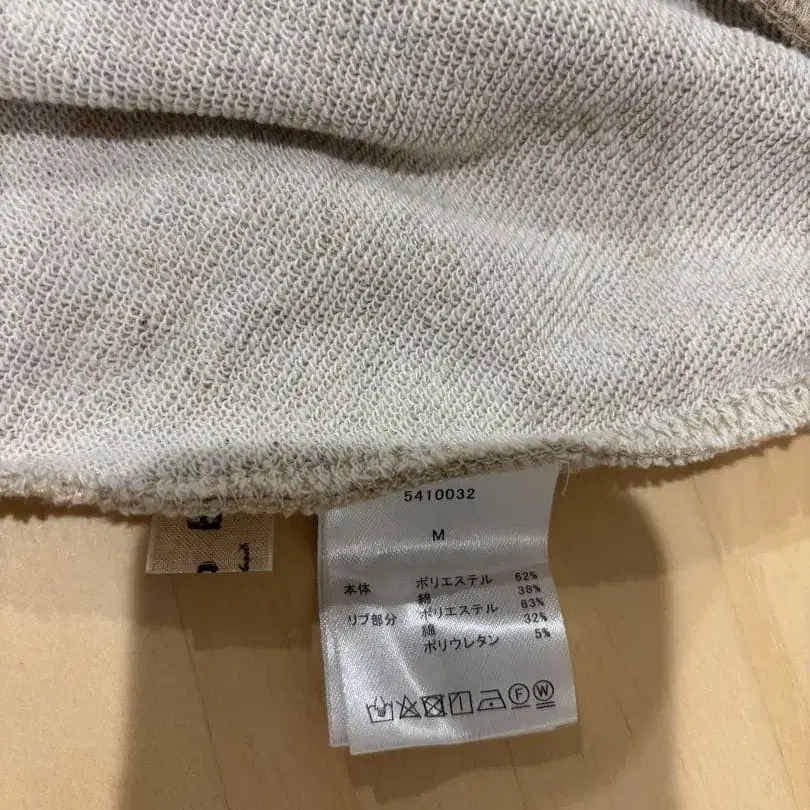 5410032
M
本体 ポリエステル 62%
綿 38%
リブ部分 ポリエステル 63%
綿 32%
ポリウレタン 5%
F W